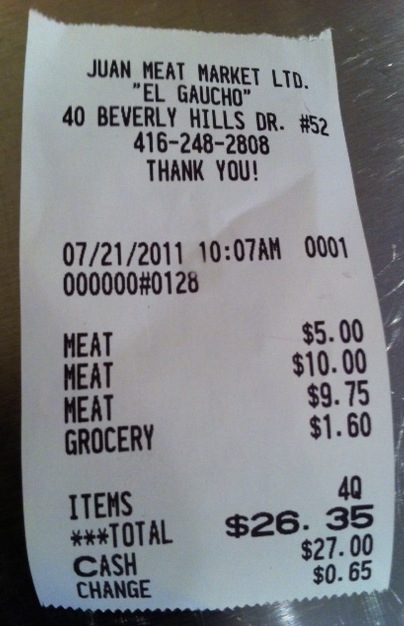 JUAN MEAT MARKET LTD.
"EL GAUCHO"
40 BEVERLY HILLS DR. #52
416-248-2808
THANK YOU!
07/21/2011 10:07AM 0001
000000#0128
MEAT $5.00
MEAT $10.00
MEAT $9.75
GROCERY $1.60
ITEMS 4Q
***TOTAL $26.35
CASH $27.00
CHANGE $0.65